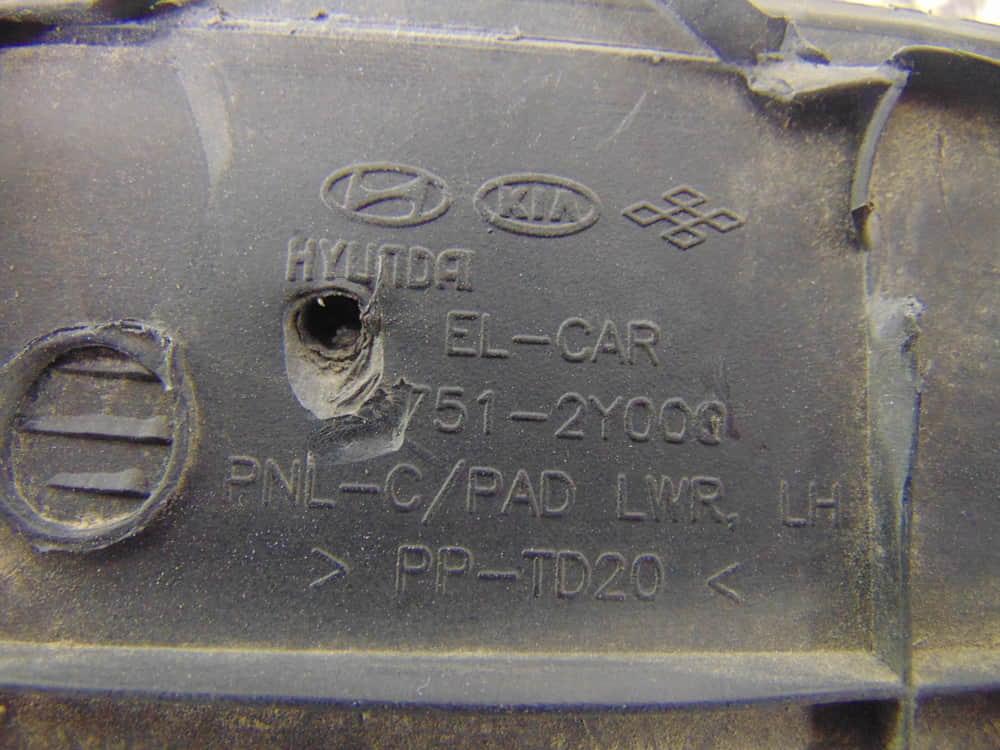 KIA
HYUNDAI
EL-CAR
751-2Y000
PNL-C/PAD LWR, LH
> PP-TD20 <